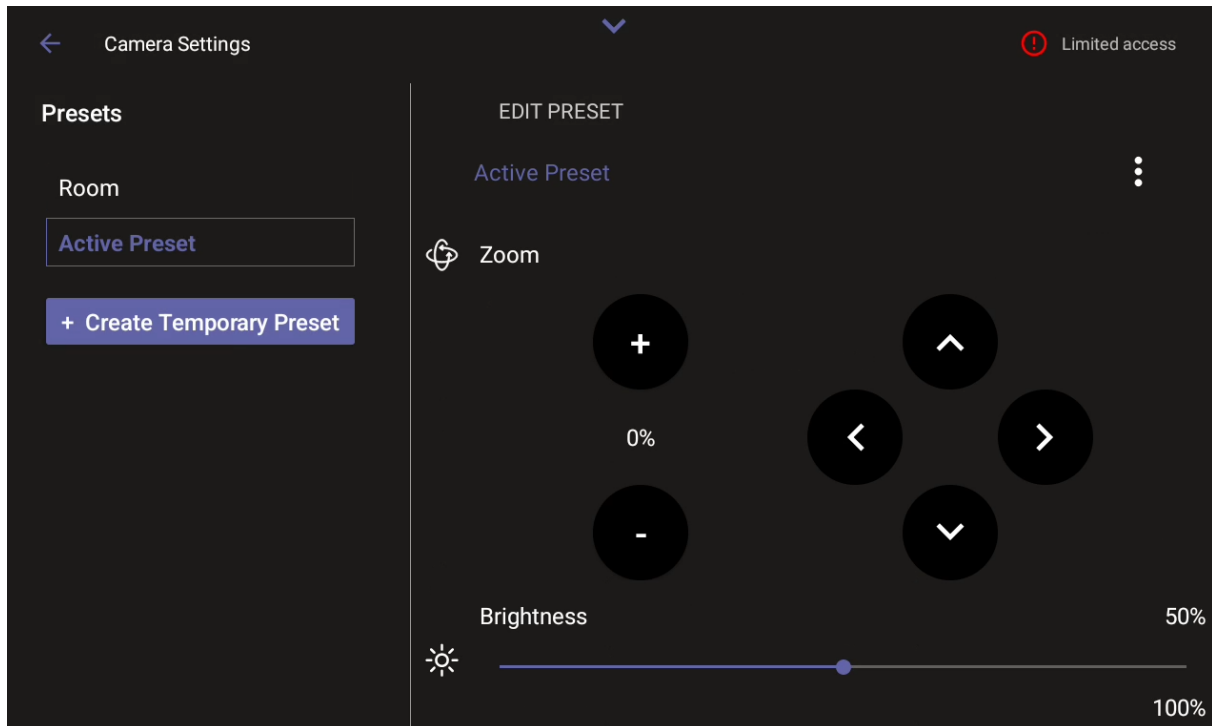 Camera Settings
Limited access
Presets
Room
Active Preset
+ Create Temporary Preset
EDIT PRESET
Active Preset
Zoom
+
0%
-
Brightness
50%
100%